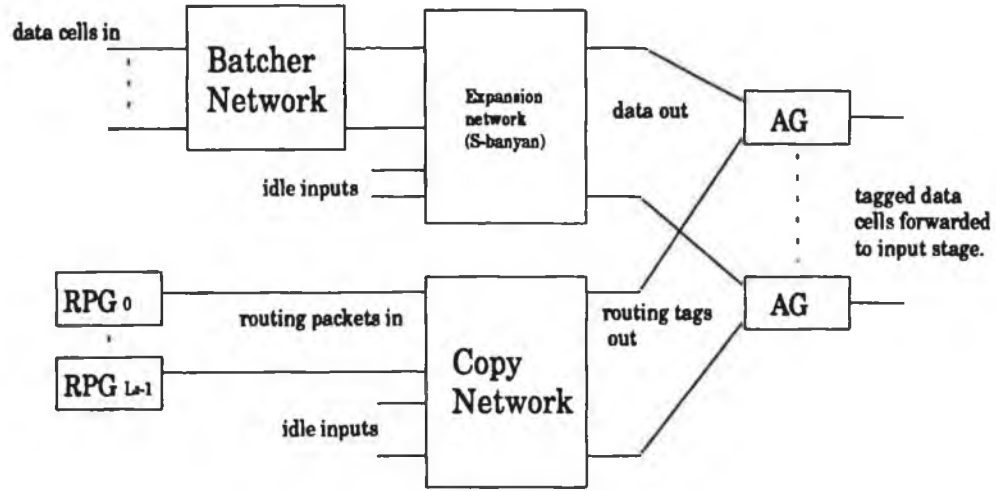 data cells in
Batcher
Network
Expansion
network
(S-banyan)
data out
AG
idle inputs
tagged data
cells forwarded
to input stage.
RPG 0
routing packets in
routing tags
out
AG
RPG Ls-1
Copy
Network
idle inputs